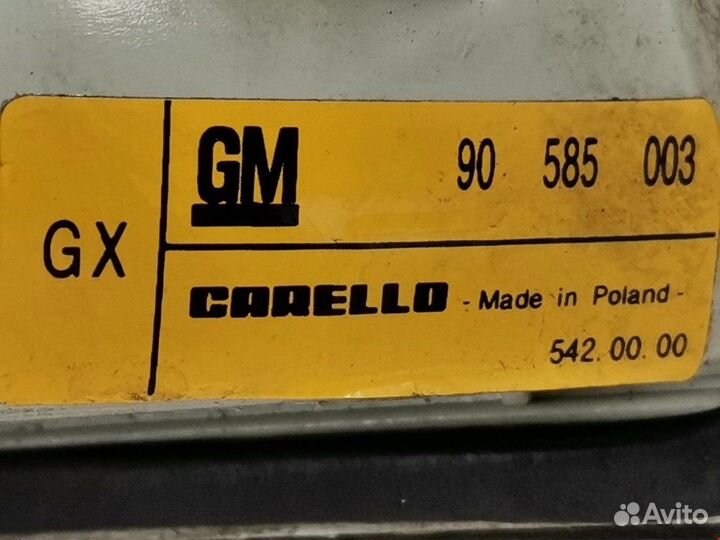 GX
GM 90 585 003
CARELLO - Made in Poland -
542.00.00
Avito